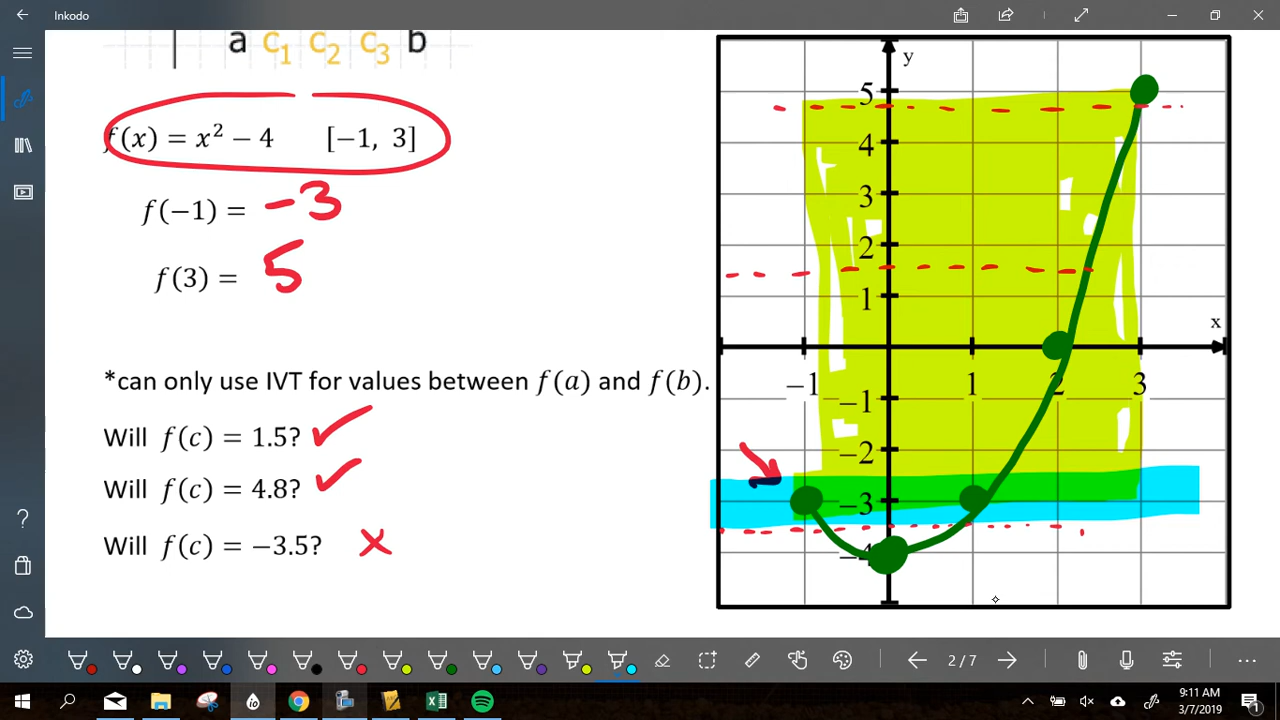 Inkodo
a c₁ c₂ c₃ b
f(x) = x² − 4 [−1, 3]
f(−1) = -3
f(3) = 5
*can only use IVT for values between f(a) and f(b).
Will f(c) = 1.5? ✓
Will f(c) = 4.8? ✓
Will f(c) = −3.5? ×
y
5
4
3
2
1
x
−1 1 2 3
−1
−2
−3
−4
2 / 7
9:11 AM
3/7/2019
1